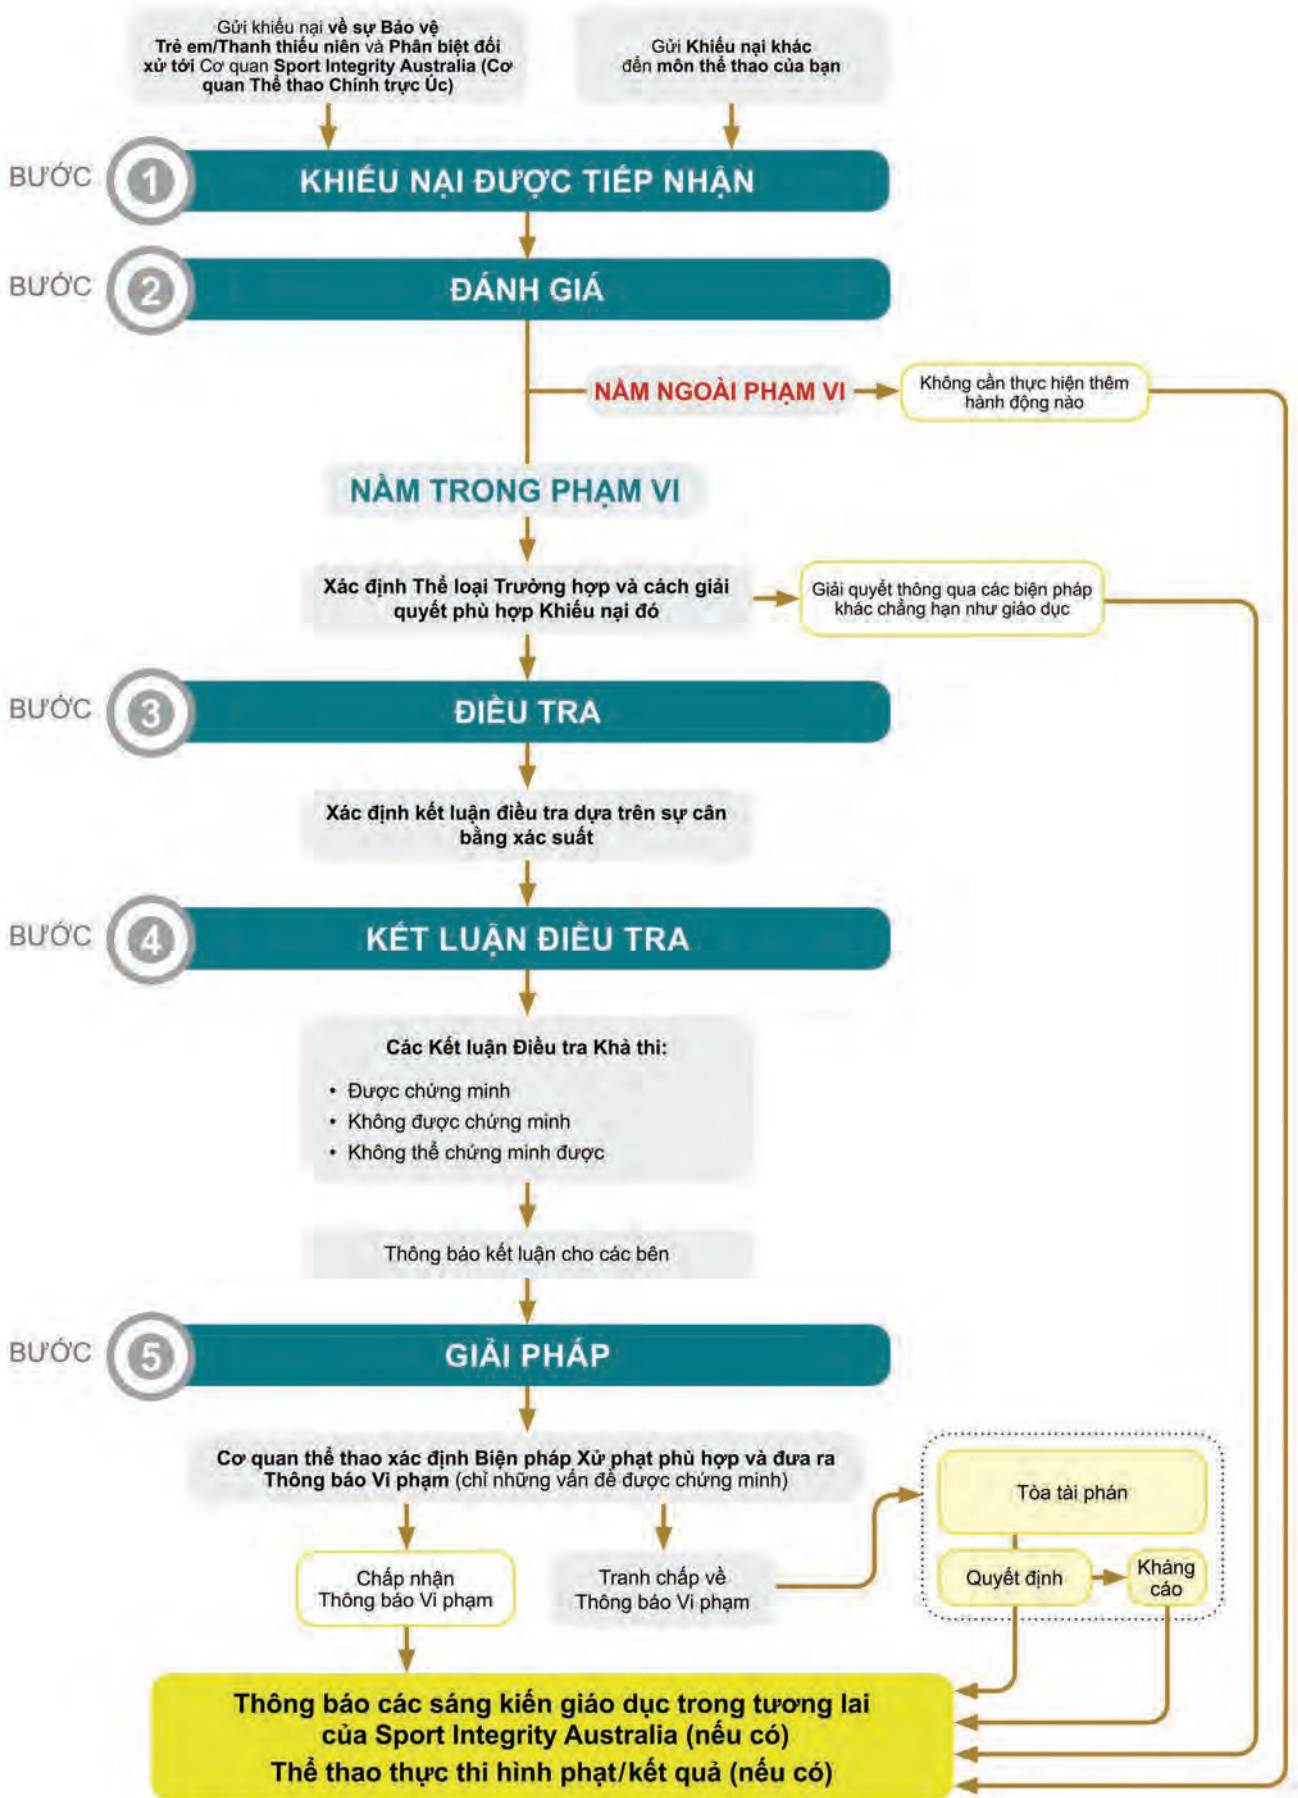 Gửi khiếu nại về sự Bảo vệ
Trẻ em/Thanh thiếu niên và Phân biệt đối
xử tới Cơ quan Sport Integrity Australia (Cơ
quan Thể thao Chính trực Úc)
Gửi Khiếu nại khác
đến môn thể thao của bạn
BƯỚC 1 KHIẾU NẠI ĐƯỢC TIẾP NHẬN
BƯỚC 2 ĐÁNH GIÁ
NẰM NGOÀI PHẠM VI
Không cần thực hiện thêm
hành động nào
NẰM TRONG PHẠM VI
Xác định Thể loại Trường hợp và cách giải
quyết phù hợp Khiếu nại đó
Giải quyết thông qua các biện pháp
khác chẳng hạn như giáo dục
BƯỚC 3 ĐIỀU TRA
Xác định kết luận điều tra dựa trên sự cân
bằng xác suất
BƯỚC 4 KẾT LUẬN ĐIỀU TRA
Các Kết luận Điều tra Khả thi:
• Được chứng minh
• Không được chứng minh
• Không thể chứng minh được
Thông báo kết luận cho các bên
BƯỚC 5 GIẢI PHÁP
Cơ quan thể thao xác định Biện pháp Xử phạt phù hợp và đưa ra
Thông báo Vi phạm (chỉ những vấn đề được chứng minh)
Chấp nhận
Thông báo Vi phạm
Tranh chấp về
Thông báo Vi phạm
Tòa tài phán
Quyết định
Kháng
cáo
Thông báo các sáng kiến giáo dục trong tương lai
của Sport Integrity Australia (nếu có)
Thể thao thực thi hình phạt/kết quả (nếu có)